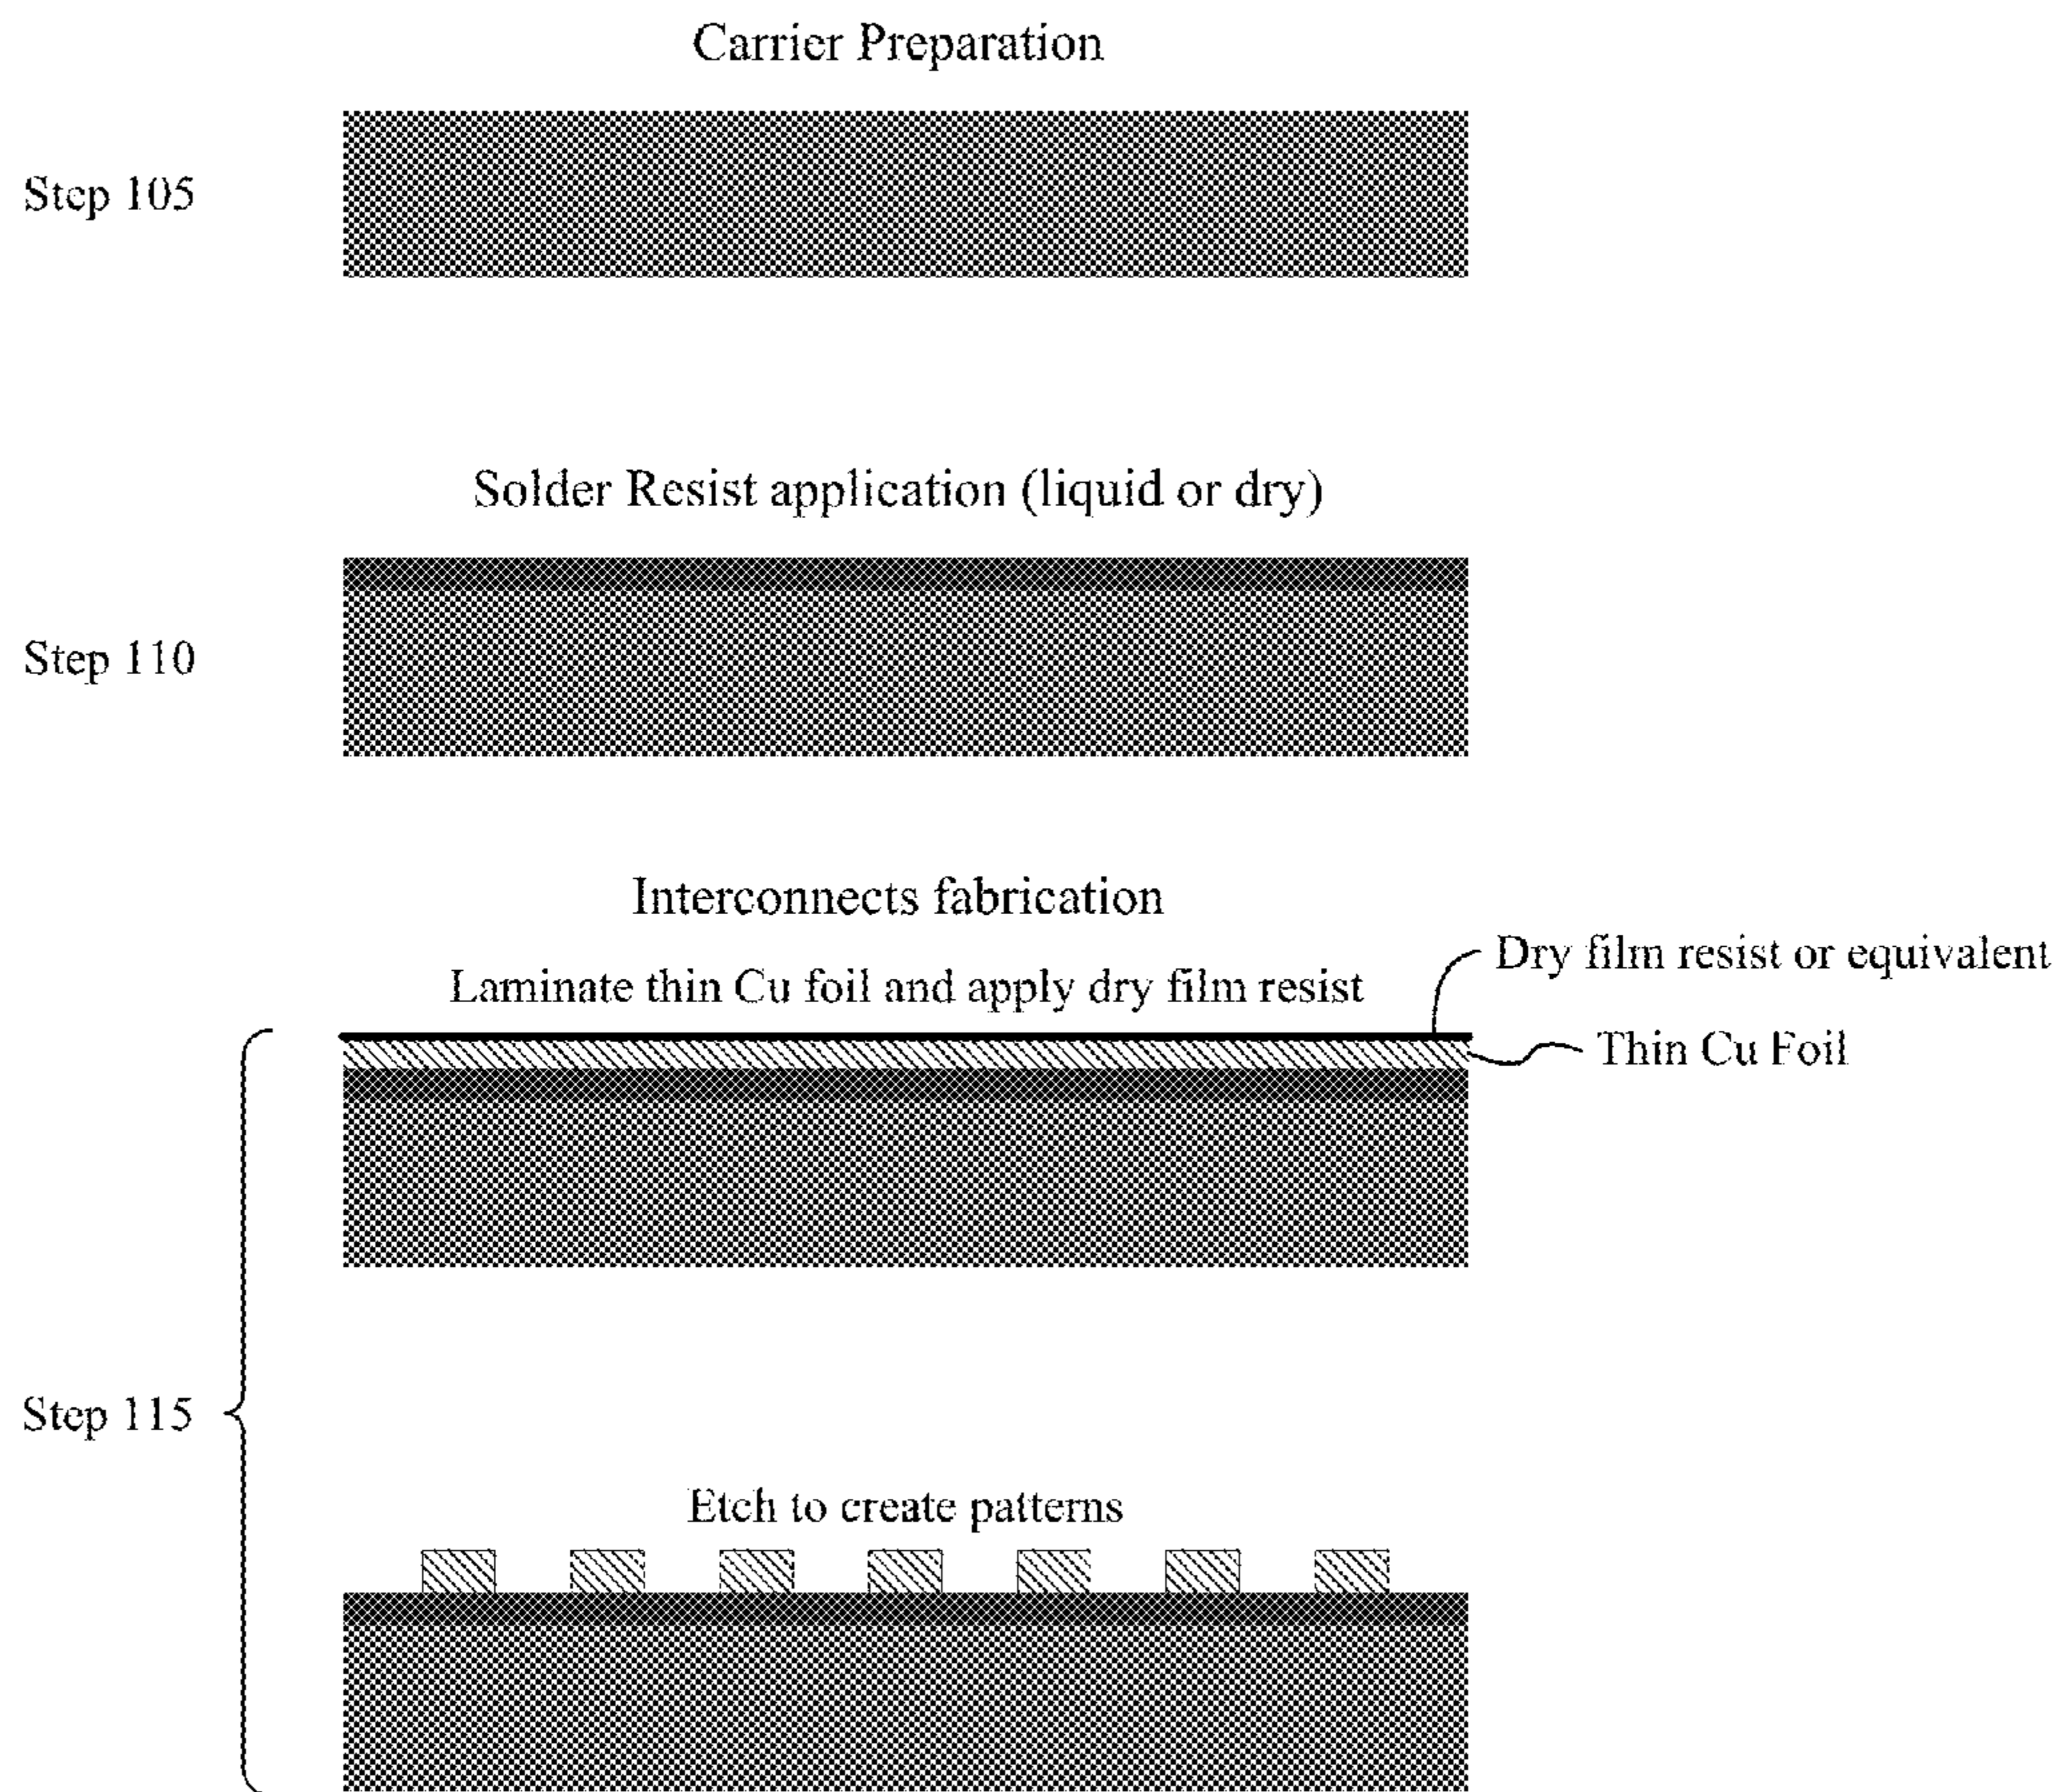 Carrier Preparation
Step 105
Solder Resist application (liquid or dry)
Step 110
Interconnects fabrication
Dry film resist or equivalent
Laminate thin Cu foil and apply dry film resist
Thin Cu Foil
Step 115
Etch to create patterns